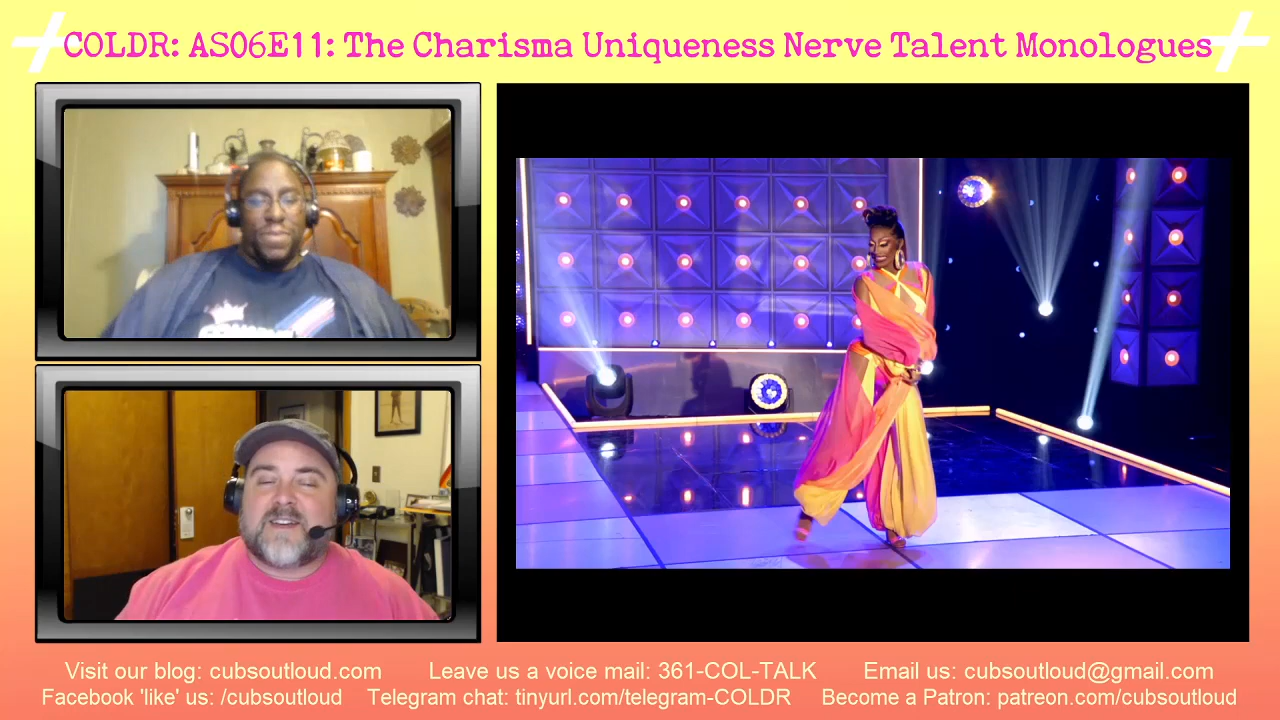 COLDR: AS06E11: The Charisma Uniqueness Nerve Talent Monologues
Visit our blog: cubsoutloud.com Leave us a voice mail: 361-COL-TALK Email us: cubsoutloud@gmail.com
Facebook 'like' us: /cubsoutloud Telegram chat: tinyurl.com/telegram-COLDR Become a Patron: patreon.com/cubsoutloud